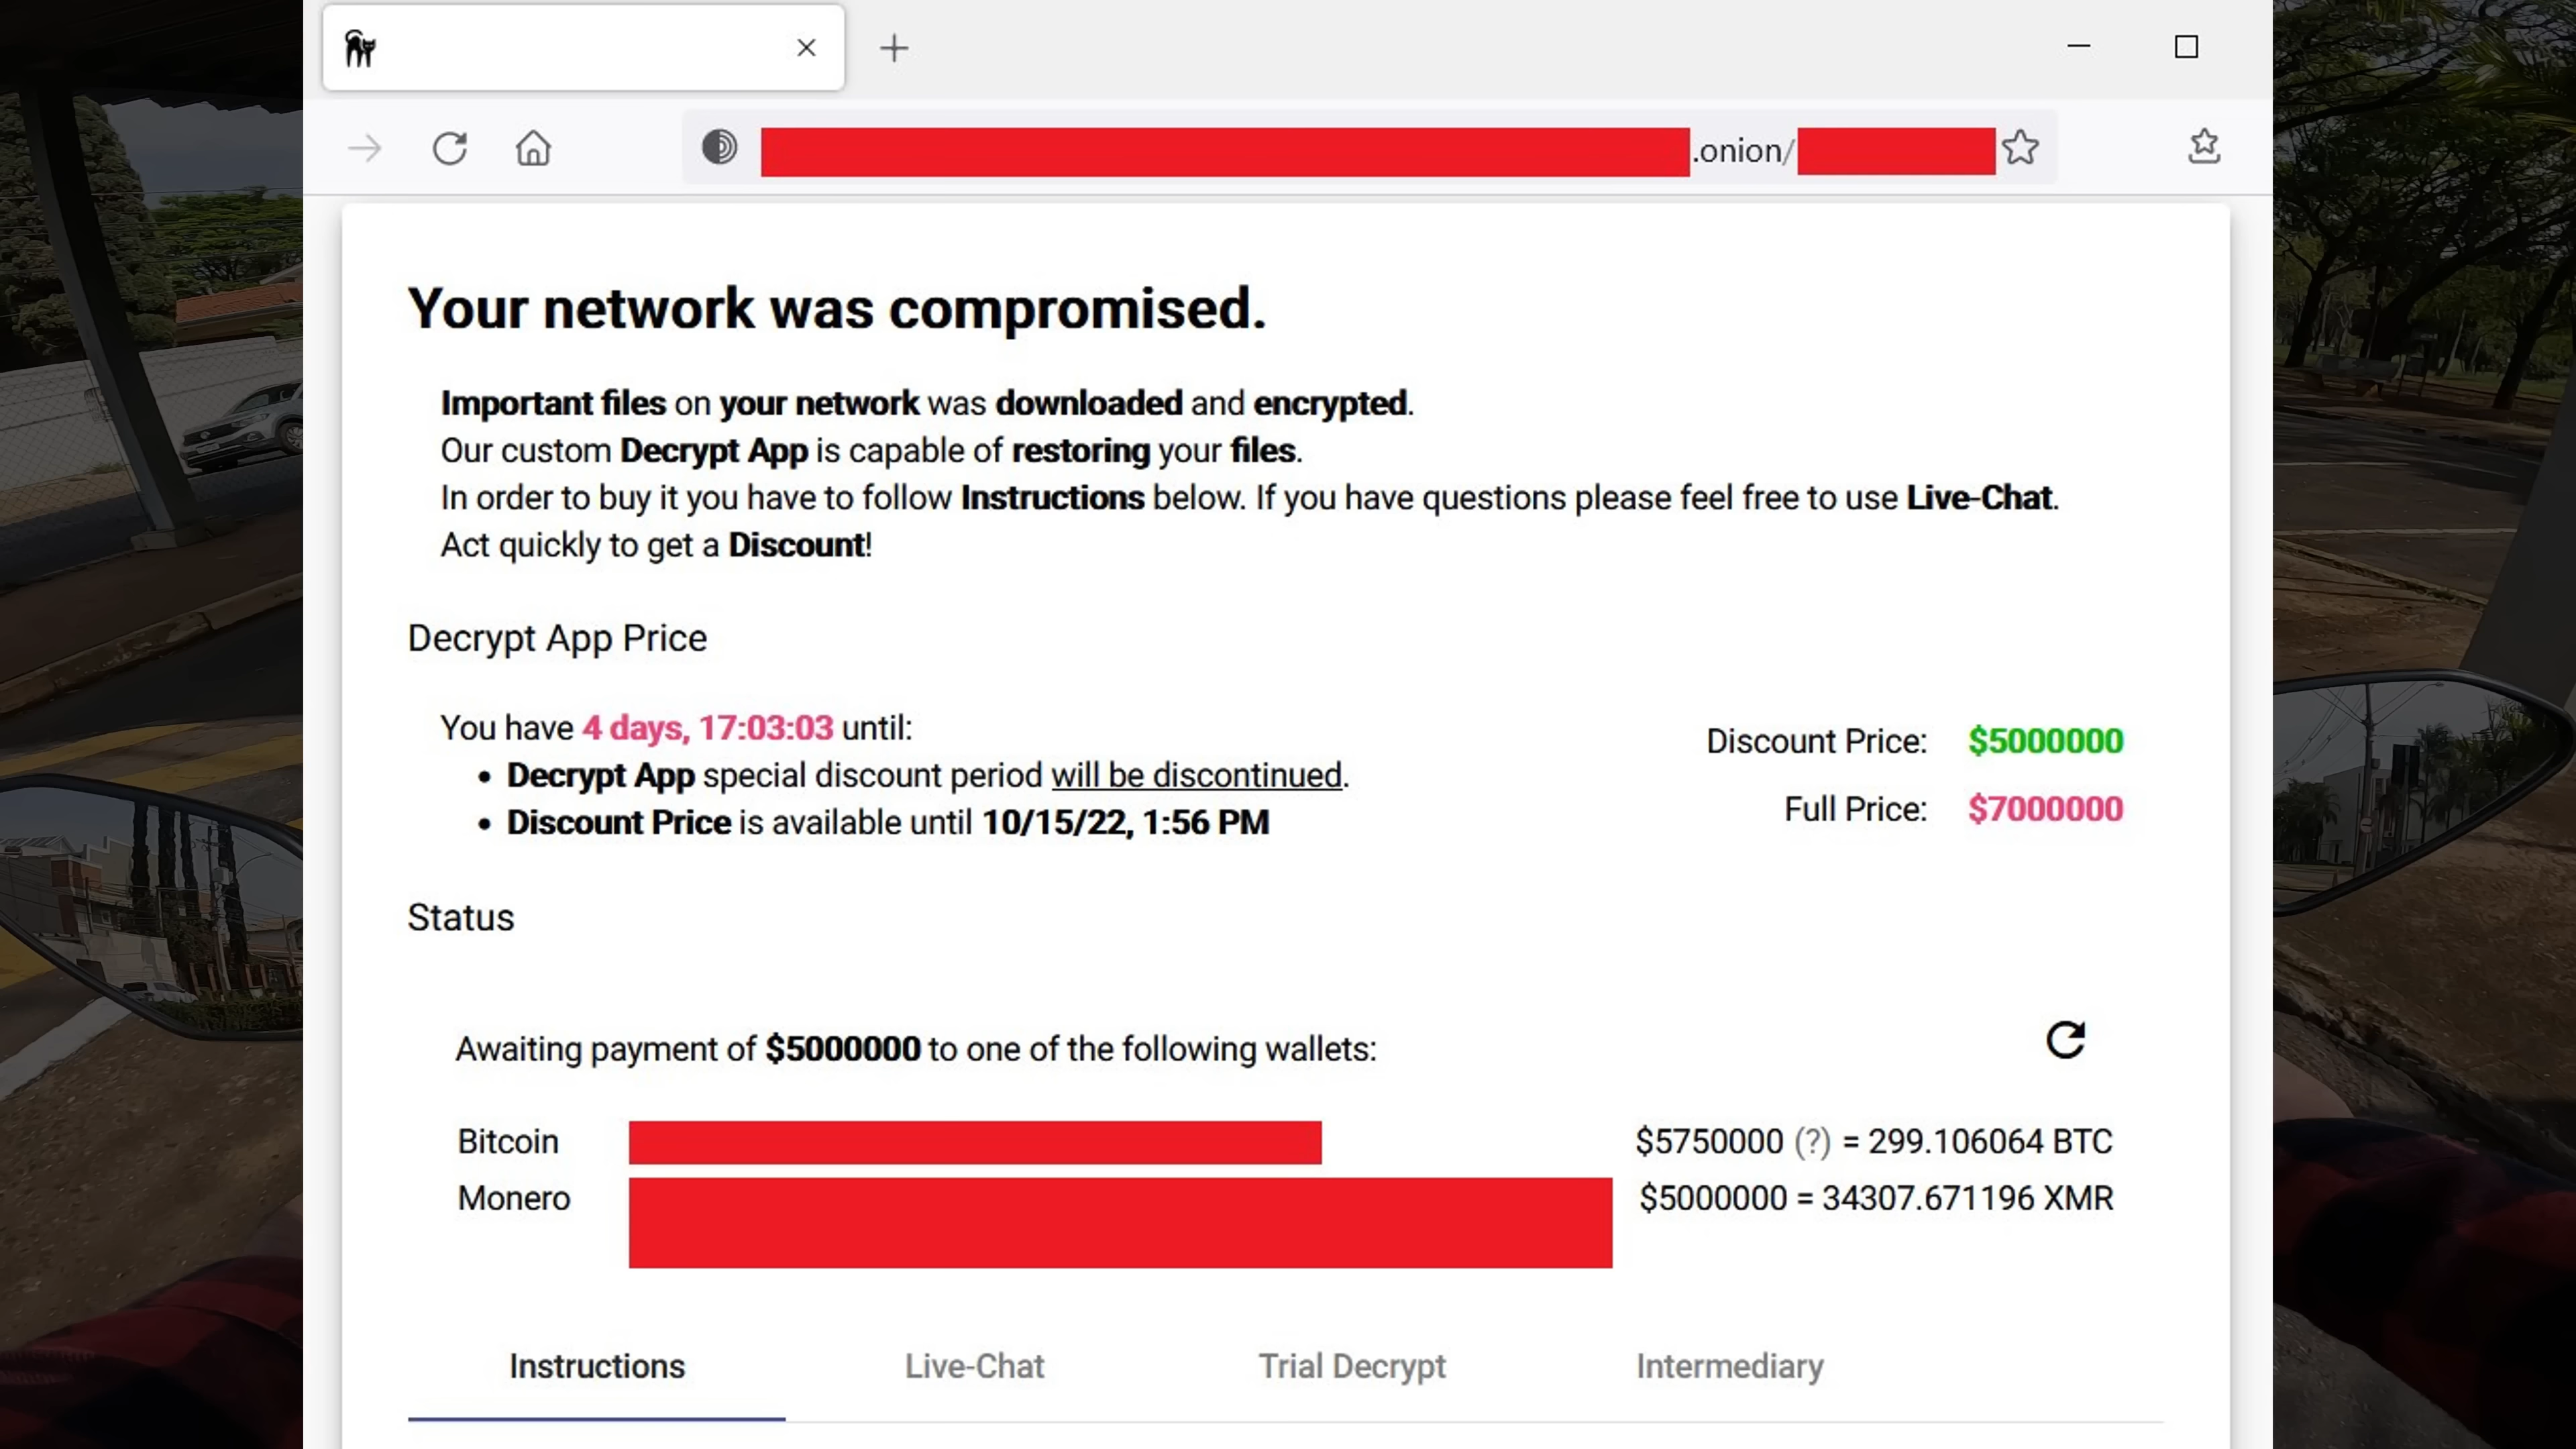 .onion/
Your network was compromised.
Important files on your network was downloaded and encrypted.
Our custom Decrypt App is capable of restoring your files.
In order to buy it you have to follow Instructions below. If you have questions please feel free to use Live-Chat.
Act quickly to get a Discount!
Decrypt App Price
You have 4 days, 17:03:03 until:
• Decrypt App special discount period will be discontinued.
• Discount Price is available until 10/15/22, 1:56 PM
Discount Price: $5000000
Full Price: $7000000
Status
Awaiting payment of $5000000 to one of the following wallets:
Bitcoin $5750000 (?) = 299.106064 BTC
Monero $5000000 = 34307.671196 XMR
Instructions Live-Chat Trial Decrypt Intermediary